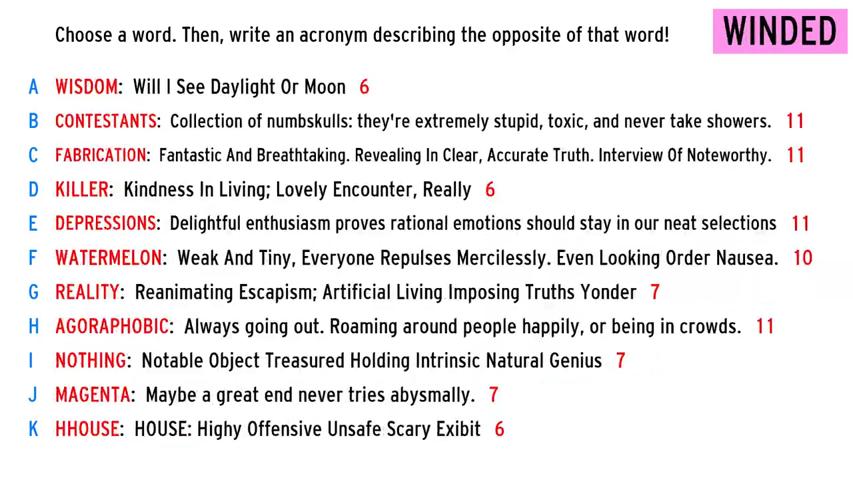 Choose a word. Then, write an acronym describing the opposite of that word! WINDED
A WISDOM: Will I See Daylight Or Moon 6
B CONTESTANTS: Collection of numbskulls: they're extremely stupid, toxic, and never take showers. 11
C FABRICATION: Fantastic And Breathtaking. Revealing In Clear, Accurate Truth. Interview Of Noteworthy. 11
D KILLER: Kindness In Living; Lovely Encounter, Really 6
E DEPRESSIONS: Delightful enthusiasm proves rational emotions should stay in our neat selections 11
F WATERMELON: Weak And Tiny, Everyone Repulses Mercilessly. Even Looking Order Nausea. 10
G REALITY: Reanimating Escapism; Artificial Living Imposing Truths Yonder 7
H AGORAPHOBIC: Always going out. Roaming around people happily, or being in crowds. 11
I NOTHING: Notable Object Treasured Holding Intrinsic Natural Genius 7
J MAGENTA: Maybe a great end never tries abysmally. 7
K HHOUSE: HOUSE: Highy Offensive Unsafe Scary Exibit 6